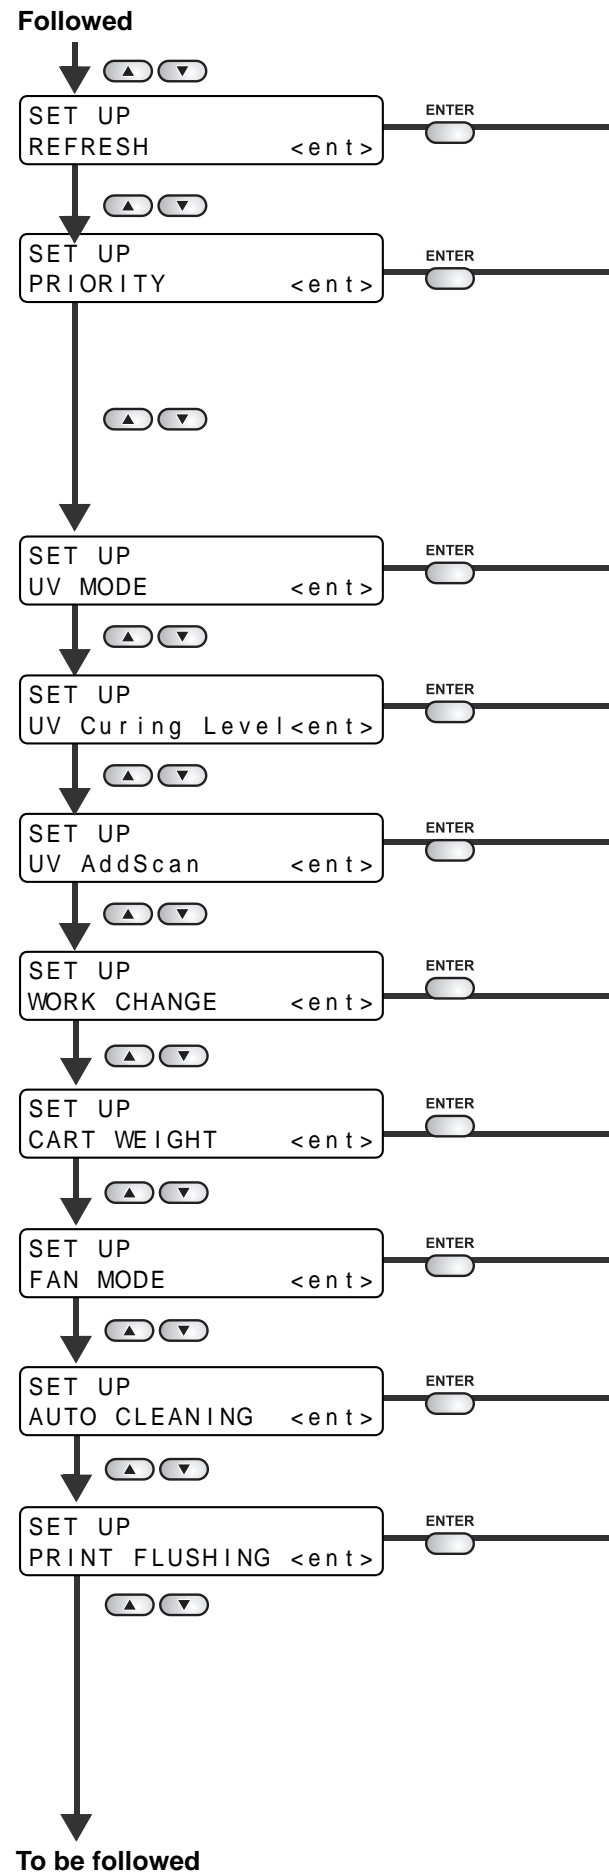 Followed
SET UP
REFRESH <ent>
ENTER
SET UP
PRIORITY <ent>
ENTER
SET UP
UV MODE <ent>
ENTER
SET UP
UV Curing Level<ent>
ENTER
SET UP
UV AddScan <ent>
ENTER
SET UP
WORK CHANGE <ent>
ENTER
SET UP
CART WEIGHT <ent>
ENTER
SET UP
FAN MODE <ent>
ENTER
SET UP
AUTO CLEANING <ent>
ENTER
SET UP
PRINT FLUSHING <ent>
ENTER
To be followed